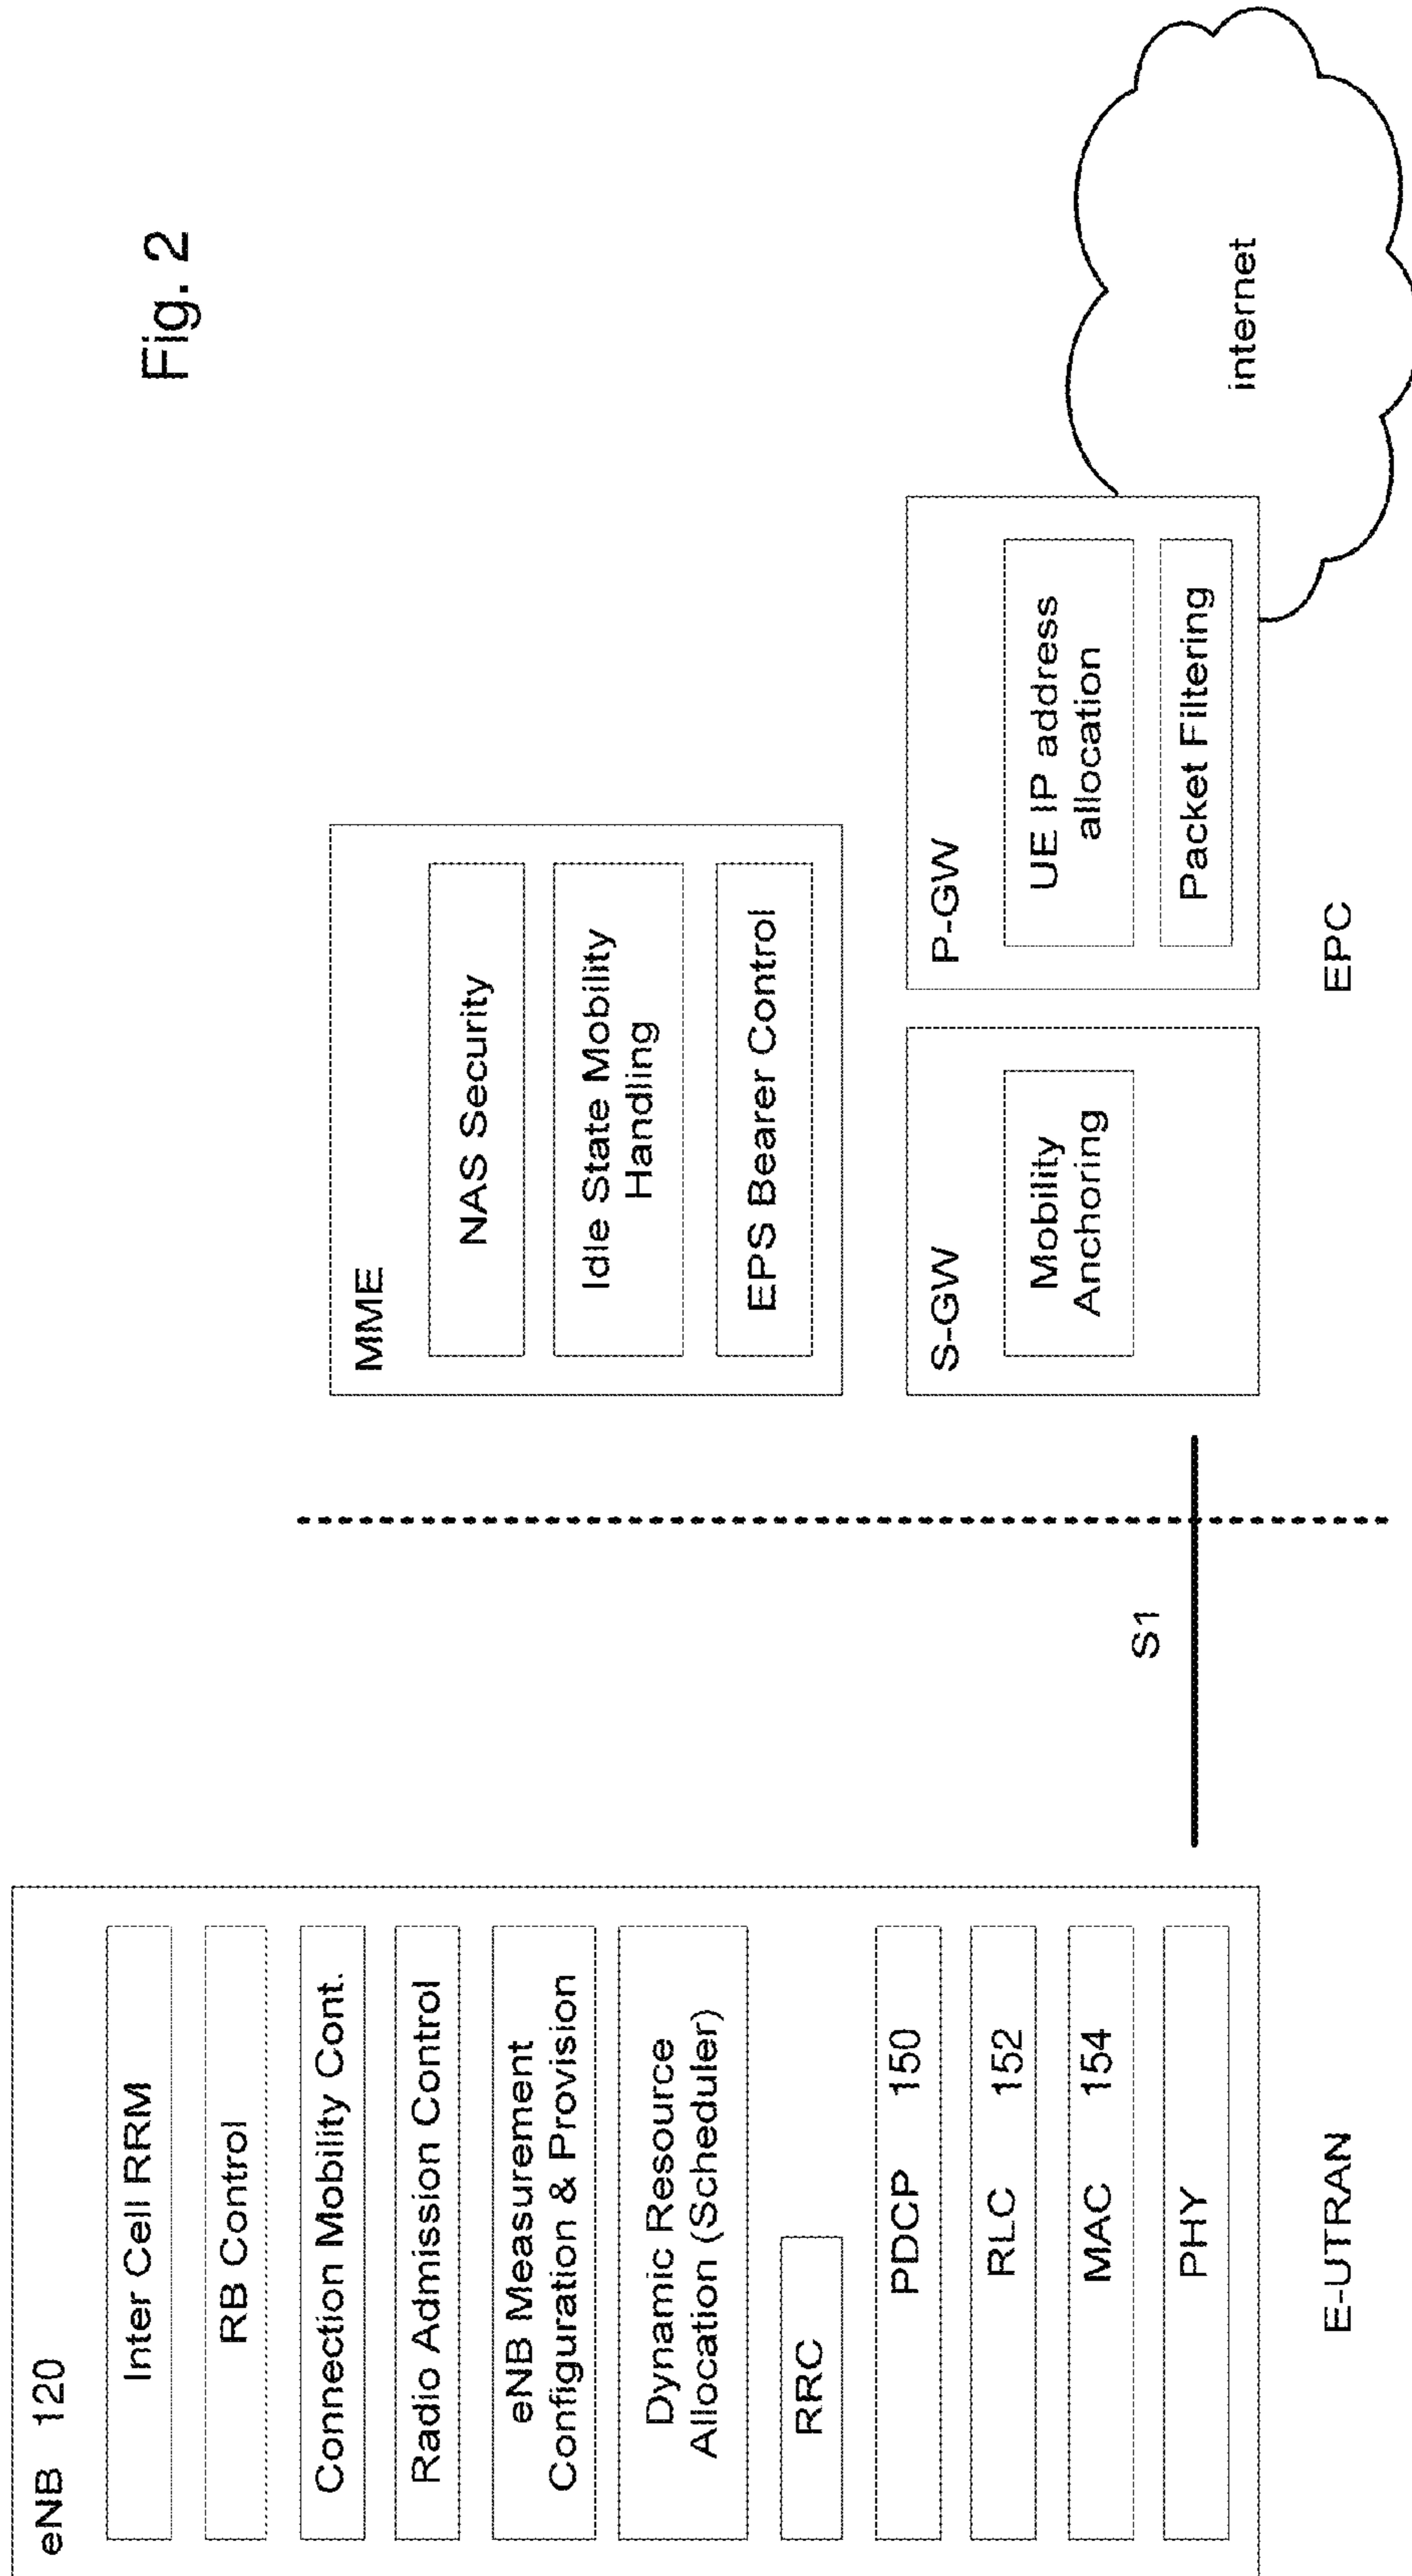 Fig. 2
eNB 120
Inter Cell RRM
RB Control
Connection Mobility Cont.
Radio Admission Control
eNB Measurement
Configuration & Provision
Dynamic Resource
Allocation (Scheduler)
RRC
PDCP 150
RLC 152
MAC 154
PHY
E-UTRAN
S1
MME
NAS Security
Idle State Mobility
Handling
EPS Bearer Control
S-GW
Mobility
Anchoring
P-GW
UE IP address
allocation
Packet Filtering
EPC
internet